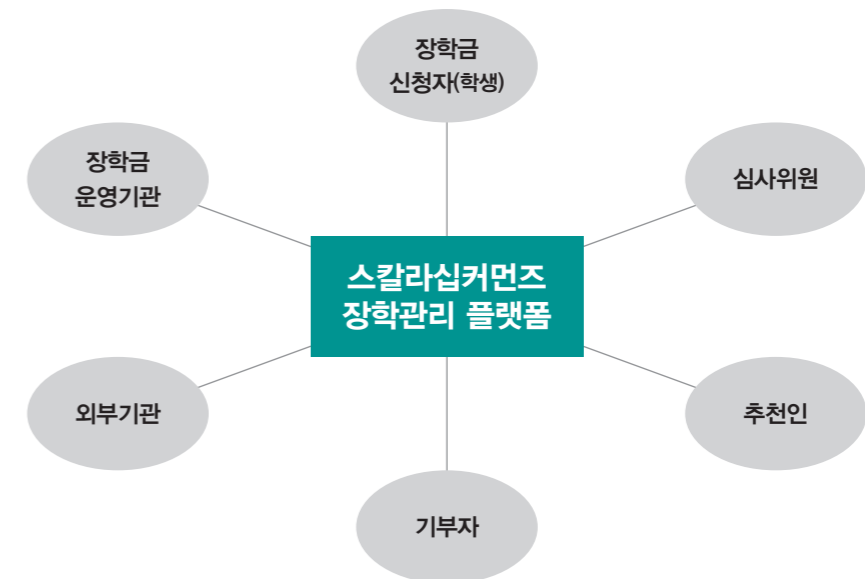 장학금
신청자(학생)
장학금
운영기관
심사위원
스칼라십커먼즈
장학관리 플랫폼
외부기관
추천인
기부자